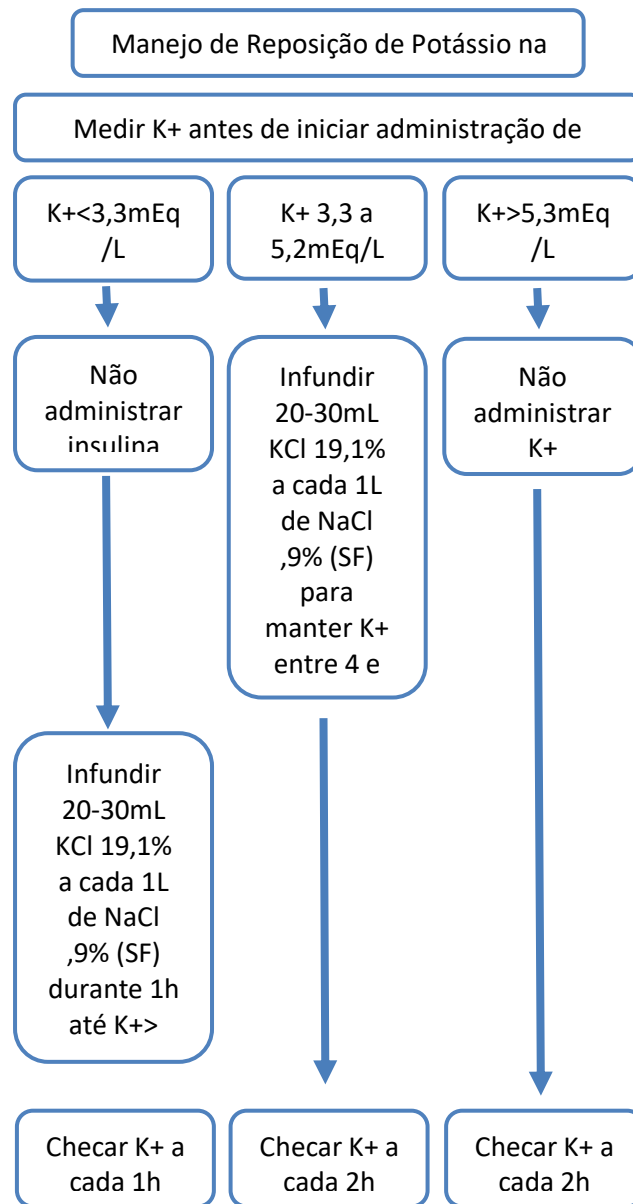 Manejo de Reposição de Potássio na
Medir K+ antes de iniciar administração de
K+<3,3mEq
/L
K+ 3,3 a
5,2mEq/L
K+>5,3mEq
/L
Não
administrar
insulina
Infundir
20-30mL
KCl 19,1%
a cada 1L
de NaCl
,9% (SF)
para
manter K+
entre 4 e
Não
administrar
K+
Infundir
20-30mL
KCl 19,1%
a cada 1L
de NaCl
,9% (SF)
durante 1h
até K+>
Checar K+ a
cada 1h
Checar K+ a
cada 2h
Checar K+ a
cada 2h